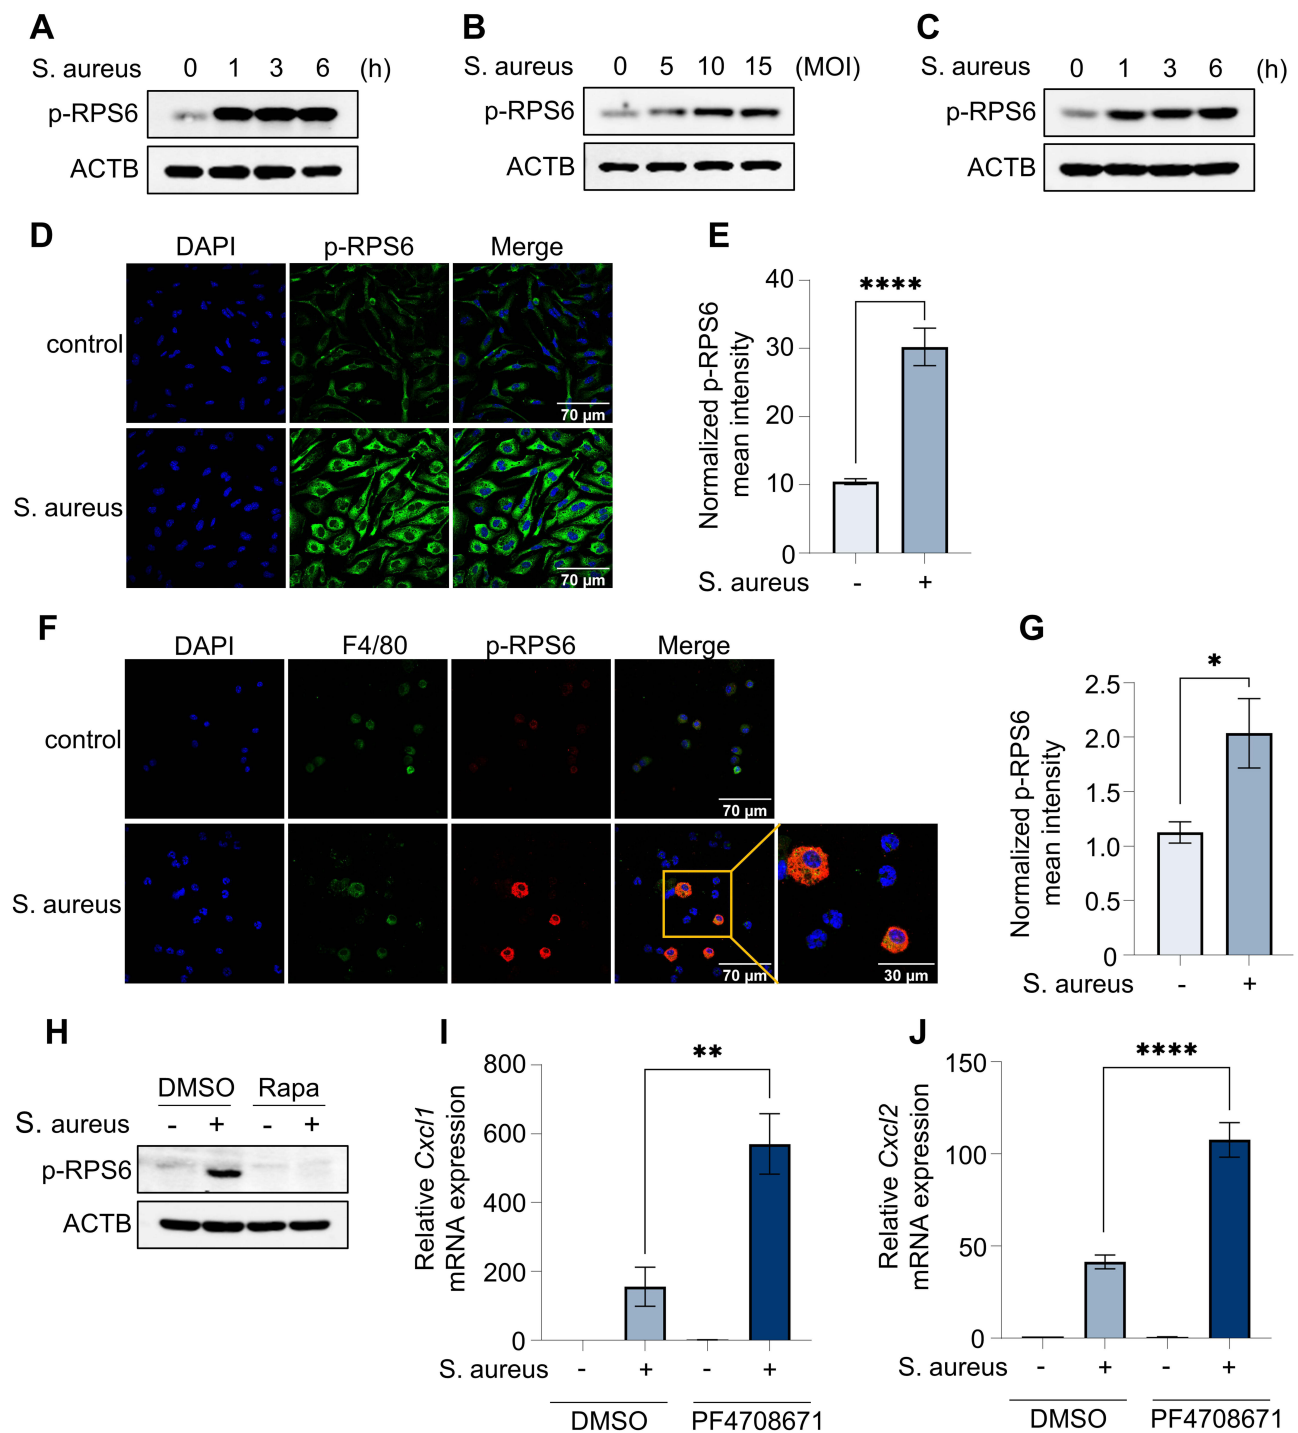 A
S. aureus 0 1 3 6 (h)
p-RPS6
ACTB
B
S. aureus 0 5 10 15 (MOI)
p-RPS6
ACTB
C
S. aureus 0 1 3 6 (h)
p-RPS6
ACTB
D
DAPI p-RPS6 Merge
control
70 µm
S. aureus
70 µm
E
Normalized p-RPS6
mean intensity
40
30
20
10
0
****
S. aureus - +
F
DAPI F4/80 p-RPS6 Merge
control
70 µm
S. aureus
70 µm 30 µm
G
Normalized p-RPS6
mean intensity
2.5
2.0
1.5
1.0
0.5
0
*
S. aureus - +
H
DMSO Rapa
S. aureus - + - +
p-RPS6
ACTB
I
Relative Cxcl1
mRNA expression
800
600
400
200
0
**
S. aureus - + - +
DMSO PF4708671
J
Relative Cxcl2
mRNA expression
150
100
50
0
****
S. aureus - + - +
DMSO PF4708671